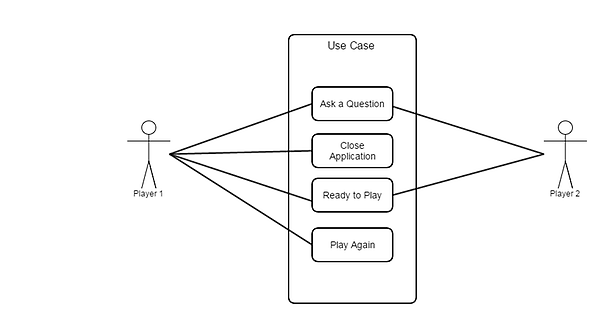 Use Case
Ask a Question
Close
Application
Ready to Play
Play Again
Player 1
Player 2